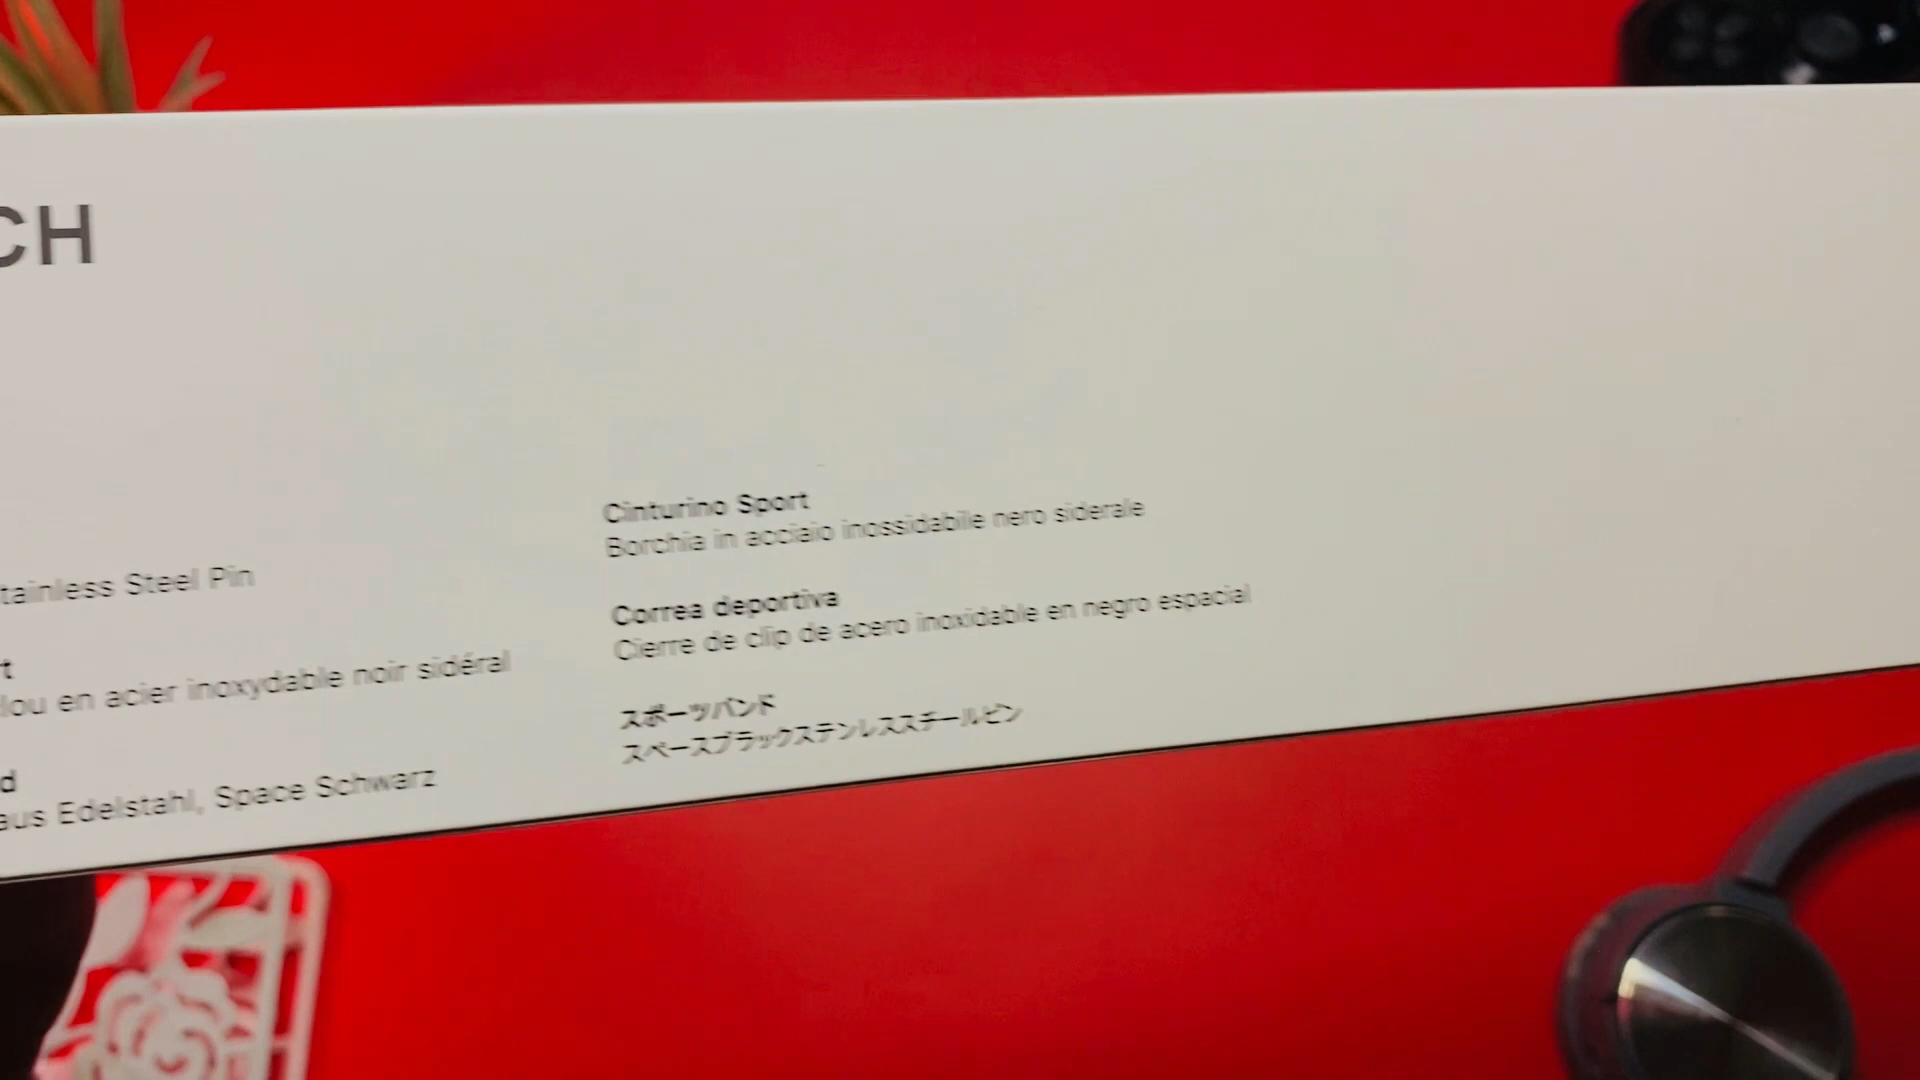 CH
tainless Steel Pin
t
lou en acier inoxydable noir sidéral
d
aus Edelstahl, Space Schwarz
Cinturino Sport
Borchia in acciaio inossidabile nero siderale
Correa deportiva
Cierre de clip de acero inoxidable en negro espacial
スポーツバンド
スペースブラックステンレススチールピン